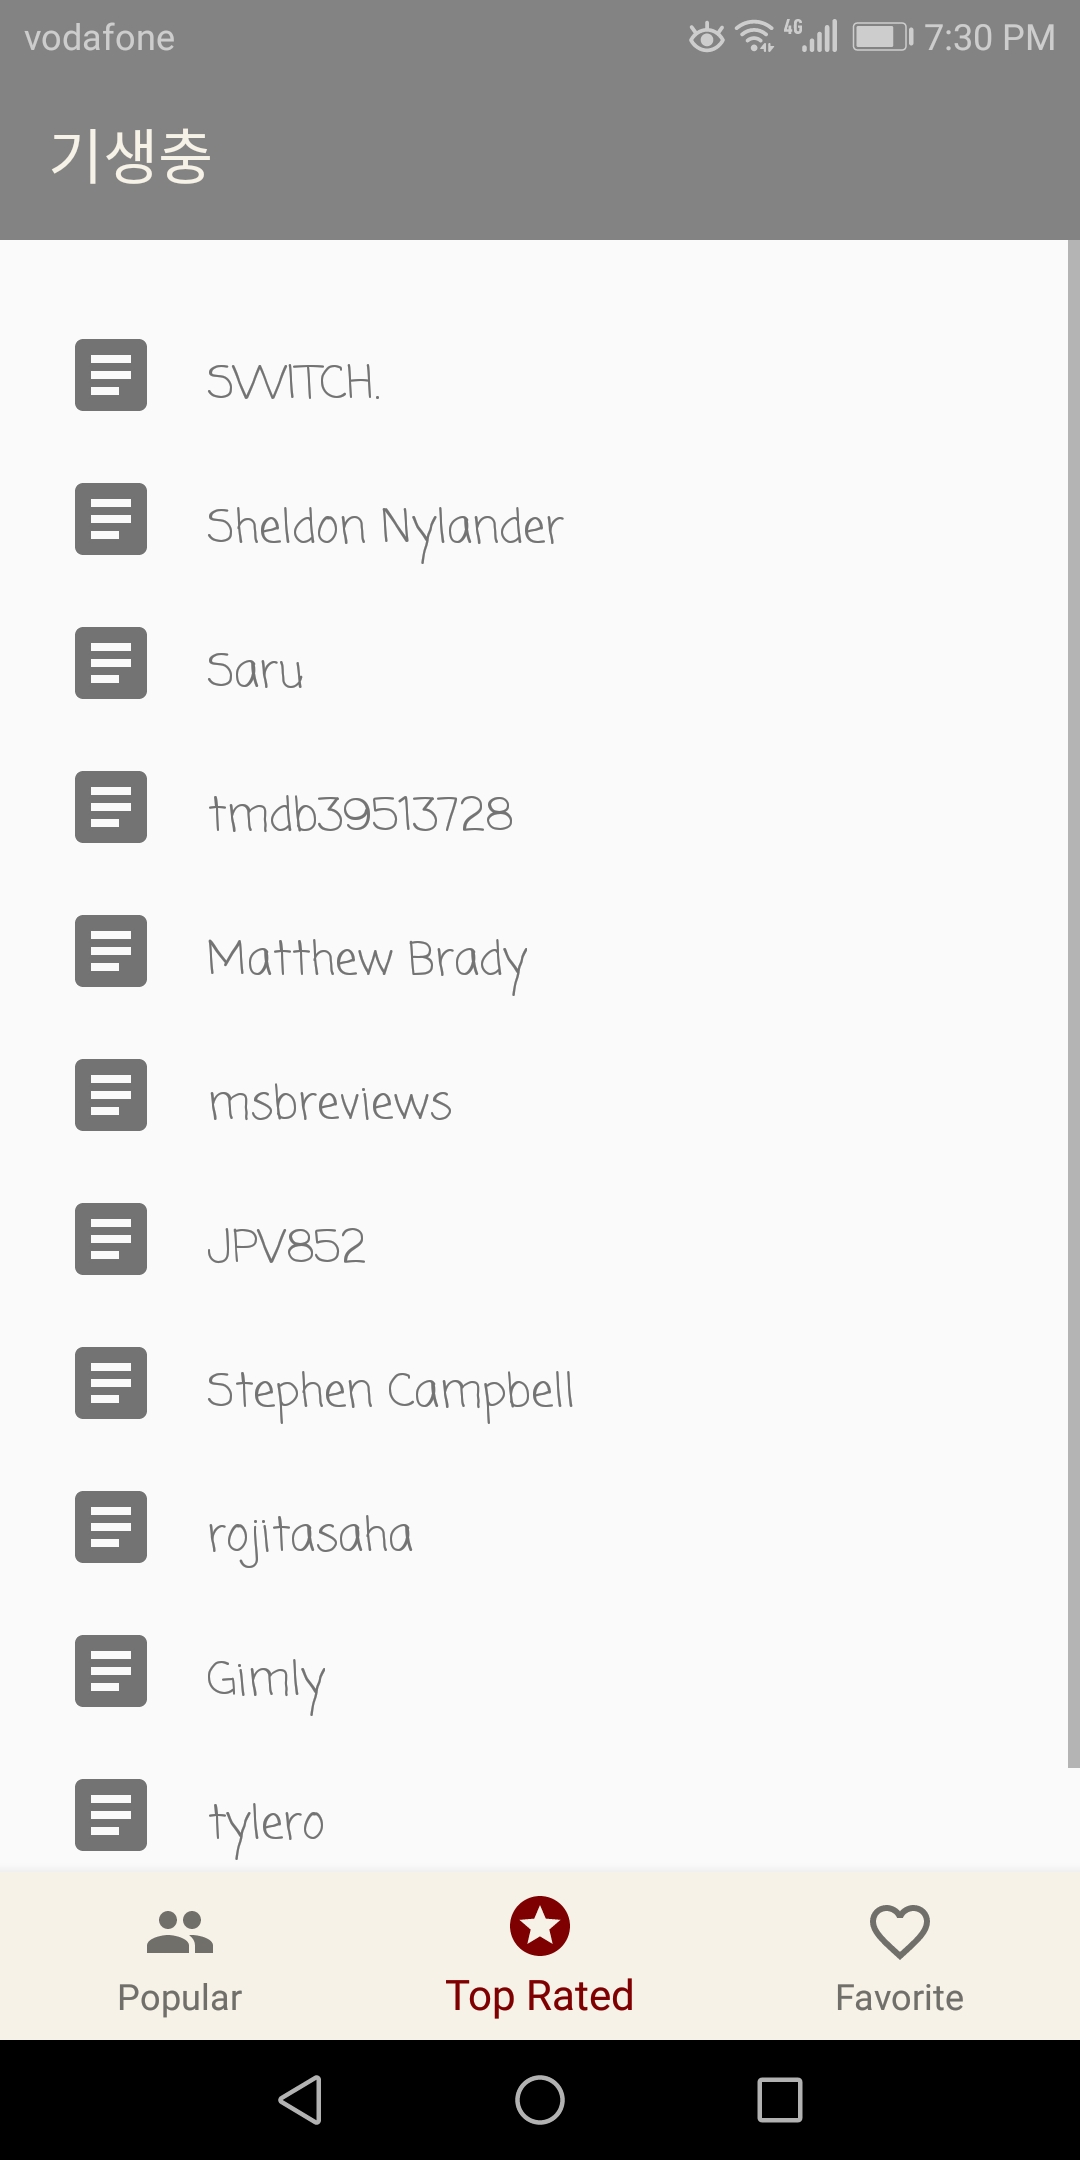 vodafone 4G 7:30 PM
기생충
SWITCH.
Sheldon Nylander
Saru
tmdb39513728
Matthew Brady
msbreviews
JPV852
Stephen Campbell
rojitasaha
Gimly
tylero
Popular Top Rated Favorite